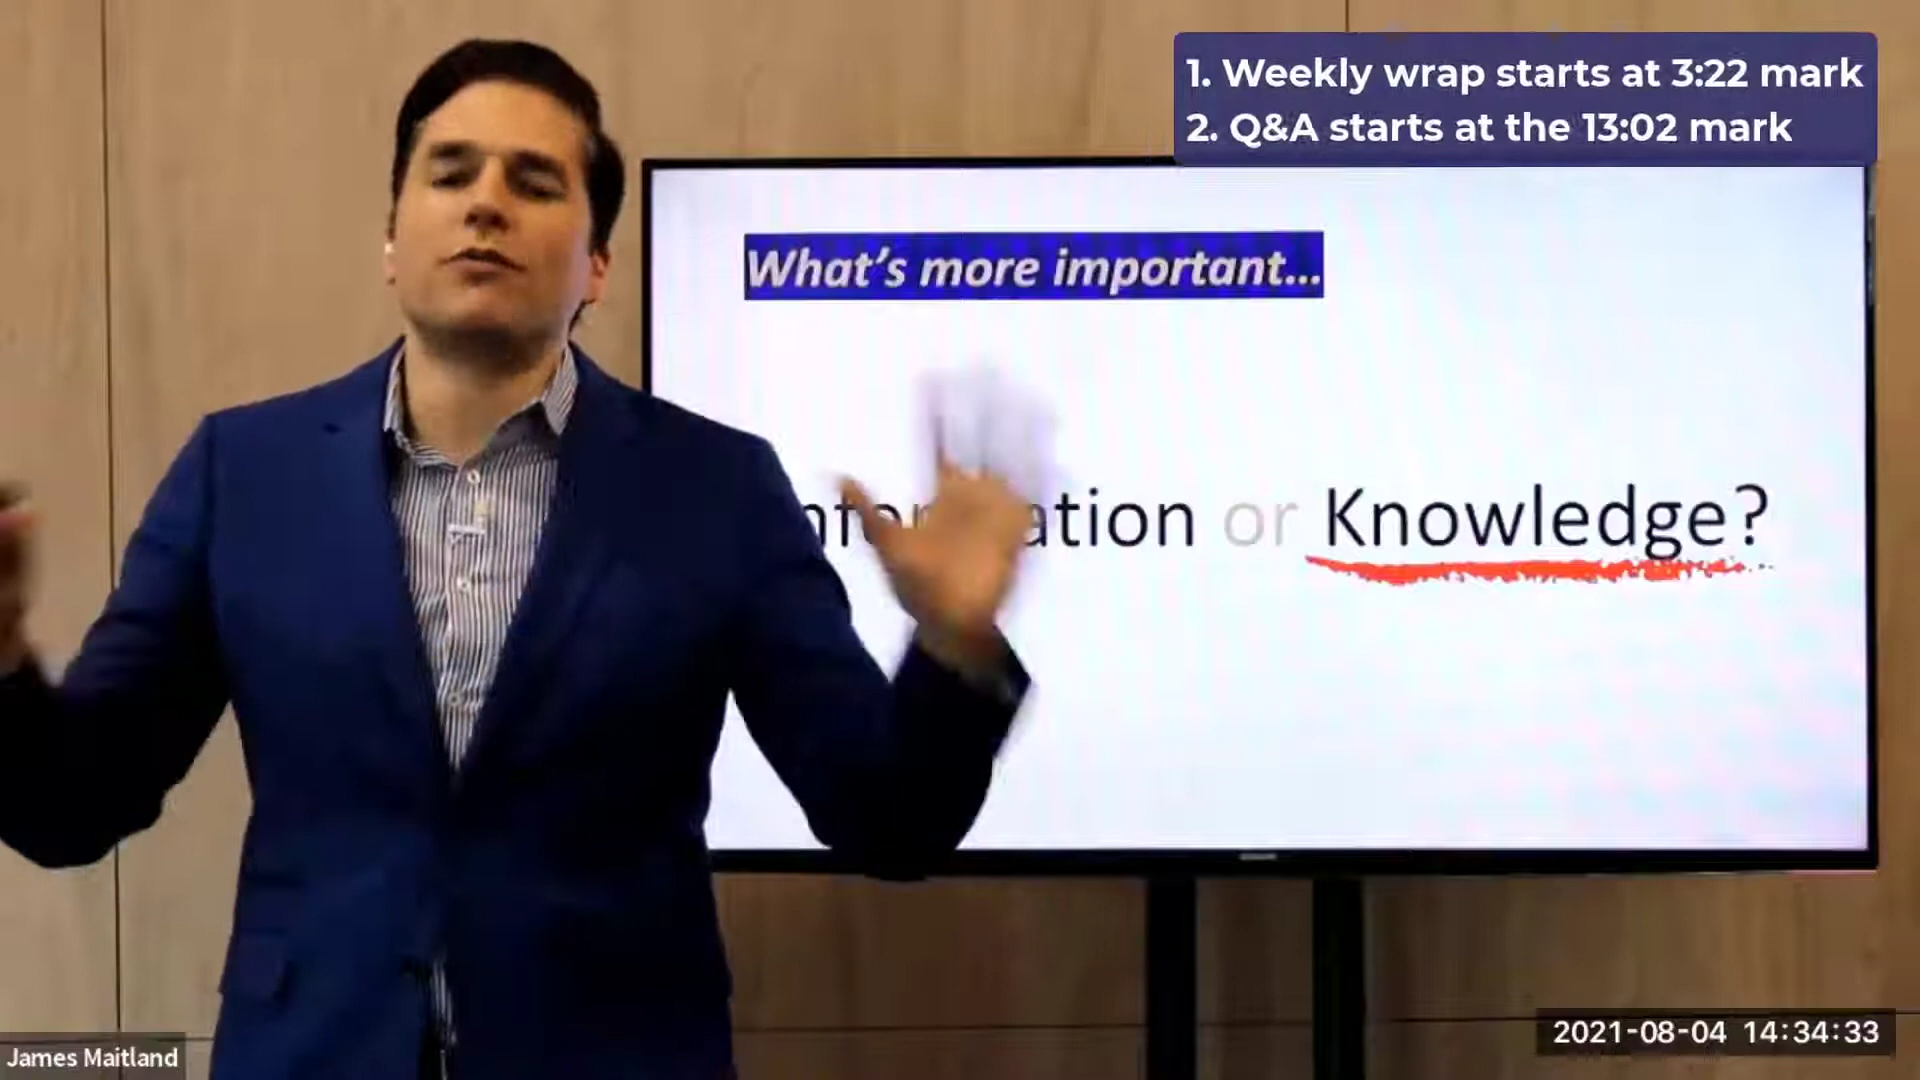 1. Weekly wrap starts at 3:22 mark
2. Q&A starts at the 13:02 mark
What's more important...
or Knowledge?
2021-08-04 14:34:33
James Maitland